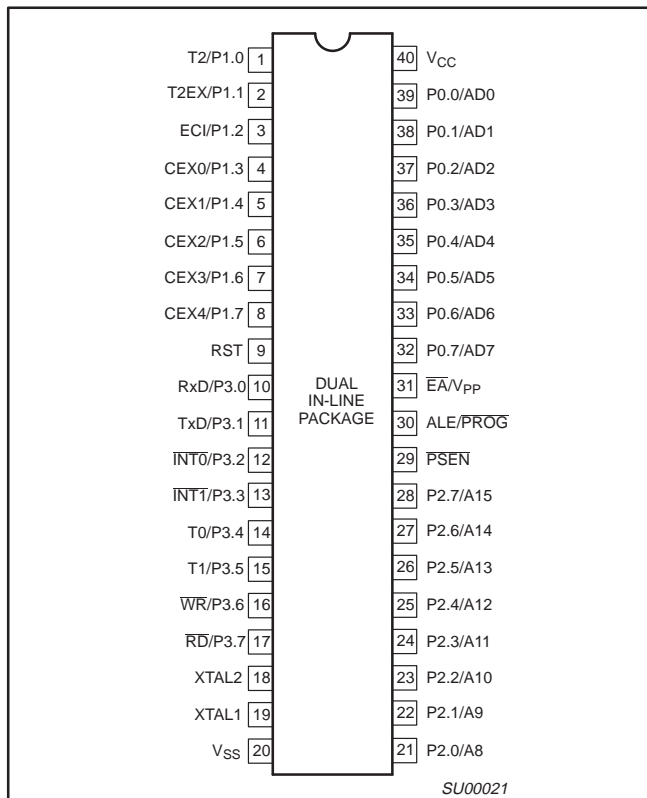 T2/P1.0 1 40 VCC
T2EX/P1.1 2 39 P0.0/AD0
ECI/P1.2 3 38 P0.1/AD1
CEX0/P1.3 4 37 P0.2/AD2
CEX1/P1.4 5 36 P0.3/AD3
CEX2/P1.5 6 35 P0.4/AD4
CEX3/P1.6 7 34 P0.5/AD5
CEX4/P1.7 8 33 P0.6/AD6
RST 9 32 P0.7/AD7
RxD/P3.0 10 DUAL 31 E̅A̅/VPP
IN-LINE
TxD/P3.1 11 PACKAGE 30 ALE/P̅R̅O̅G̅
I̅N̅T̅0̅/P3.2 12 29 P̅S̅E̅N̅
I̅N̅T̅1̅/P3.3 13 28 P2.7/A15
T0/P3.4 14 27 P2.6/A14
T1/P3.5 15 26 P2.5/A13
W̅R̅/P3.6 16 25 P2.4/A12
R̅D̅/P3.7 17 24 P2.3/A11
XTAL2 18 23 P2.2/A10
XTAL1 19 22 P2.1/A9
VSS 20 21 P2.0/A8
SU00021